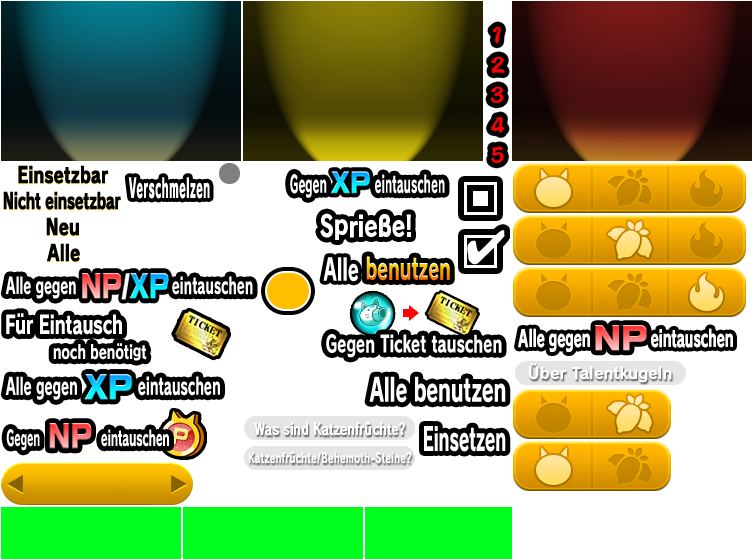 1
2
3
4
5
Einsetzbar
Nicht einsetzbar
Neu
Alle
Verschmelzen
Gegen XP eintauschen
Sprieße!
Alle benutzen
Alle gegen NP/XP eintauschen
Für Eintausch
noch benötigt
TICKET
TICKET
Gegen Ticket tauschen
Alle gegen NP eintauschen
Über Talentkugeln
Alle gegen XP eintauschen
Alle benutzen
Gegen NP eintauschen P
Was sind Katzenfrüchte?
Einsetzen
Katzenfrüchte/Behemoth-Steine?